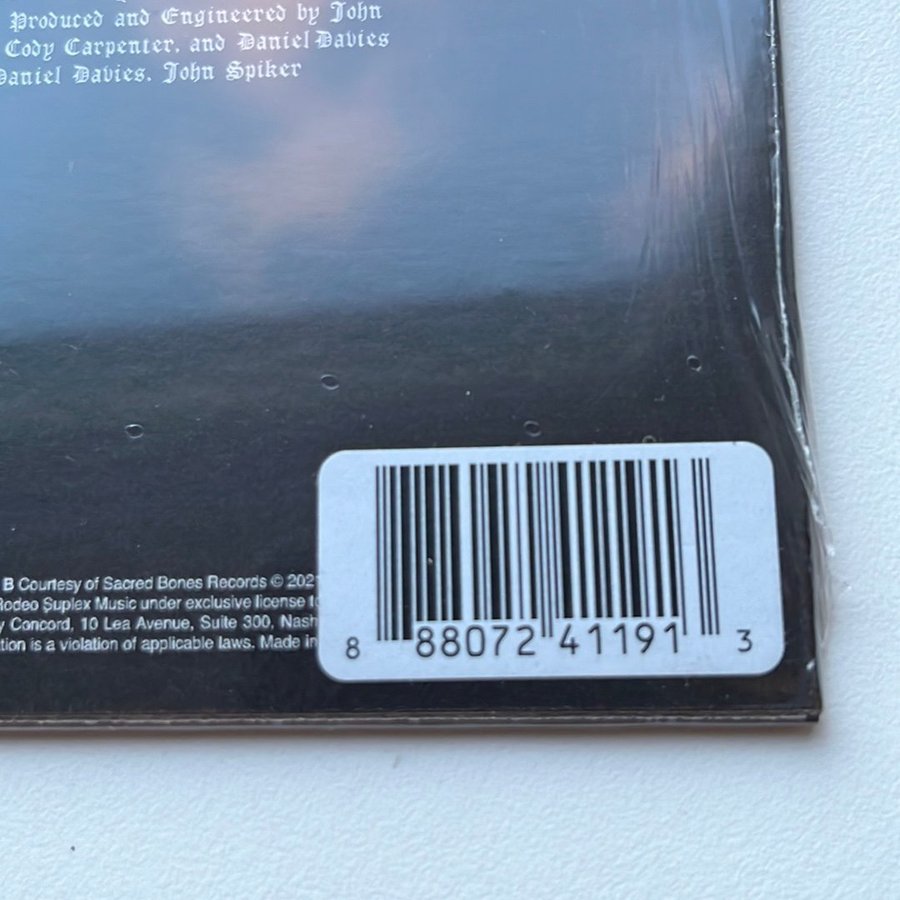 Produced and Engineered by John
Cody Carpenter, and Daniel Davies
Daniel Davies, John Spiker
B Courtesy of Sacred Bones Records © 202
Rodeo Suplex Music under exclusive license
Concord, 10 Lea Avenue, Suite 300, Nash
is a violation of applicable laws. Made in
8 88072 41191 3